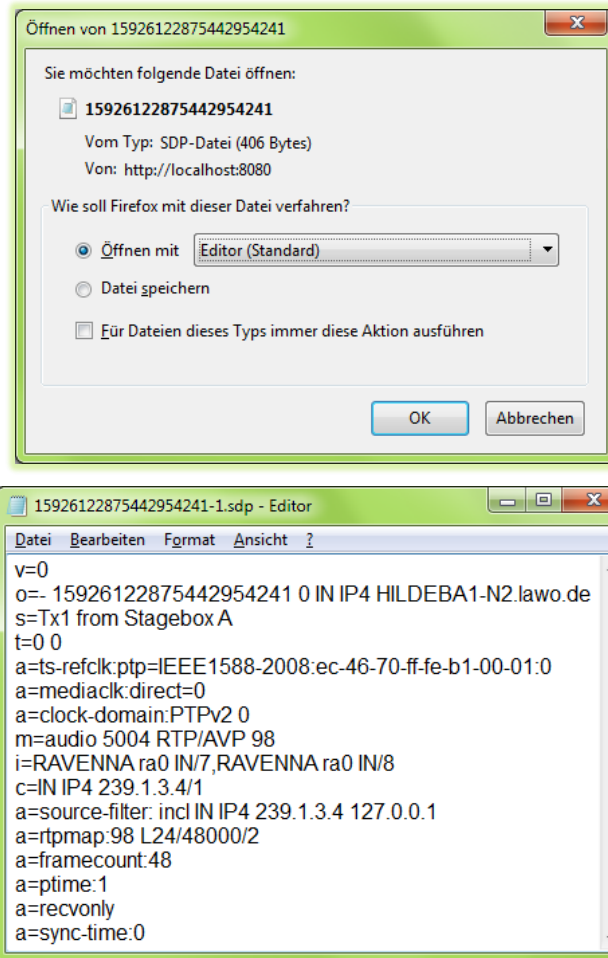 Öffnen von 15926122875442954241
Sie möchten folgende Datei öffnen:
15926122875442954241
Vom Typ: SDP-Datei (406 Bytes)
Von: http://localhost:8080
Wie soll Firefox mit dieser Datei verfahren?
Öffnen mit Editor (Standard)
Datei speichern
Für Dateien dieses Typs immer diese Aktion ausführen
OK Abbrechen
15926122875442954241-1.sdp - Editor
Datei Bearbeiten Format Ansicht ?
v=0
o=- 15926122875442954241 0 IN IP4 HILDEBA1-N2.lawo.de
s=Tx1 from Stagebox A
t=0 0
a=ts-refclk:ptp=IEEE1588-2008:ec-46-70-ff-fe-b1-00-01:0
a=mediaclk:direct=0
a=clock-domain:PTPv2 0
m=audio 5004 RTP/AVP 98
i=RAVENNA ra0 IN/7,RAVENNA ra0 IN/8
c=IN IP4 239.1.3.4/1
a=source-filter: incl IN IP4 239.1.3.4 127.0.0.1
a=rtpmap:98 L24/48000/2
a=framecount:48
a=ptime:1
a=recvonly
a=sync-time:0